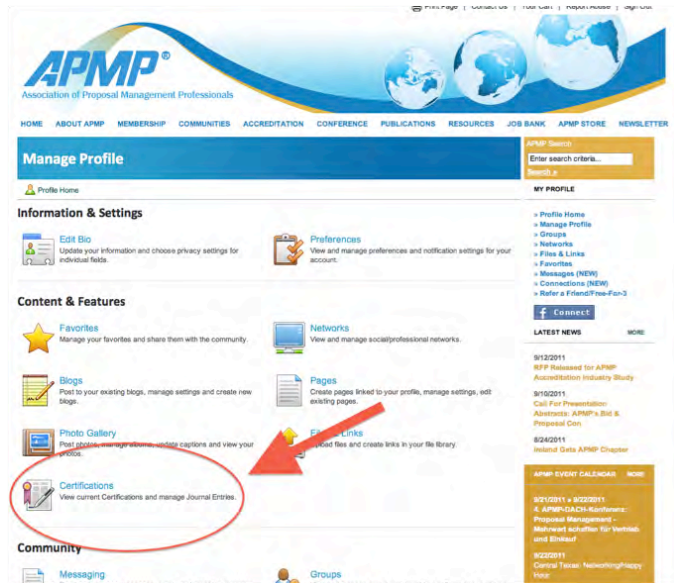 Print Page | Contact Us | Your Cart | Report Abuse | Sign Out
APMP®
Association of Proposal Management Professionals
HOME ABOUT APMP MEMBERSHIP COMMUNITIES ACCREDITATION CONFERENCE PUBLICATIONS RESOURCES JOB BANK APMP STORE NEWSLETTER
Manage Profile
Profile Home
Information & Settings
Edit Bio
Update your information and choose privacy settings for
individual fields.
Preferences
View and manage preferences and notification settings for your
account.
Content & Features
Favorites
Manage your favorites and share them with the community.
Networks
View and manage social/professional networks.
Blogs
Post to your existing blogs, manage settings and create new
blogs.
Pages
Create pages linked to your profile, manage settings, edit
existing pages.
Photo Gallery
Post photos, manage albums, update captions and view your
photos.
Links
Upload files and create links in your file library.
Certifications
View current Certifications and manage Journal Entries.
Community
Messaging
Groups
APMP Search
Enter search criteria...
Search »
MY PROFILE
» Profile Home
» Manage Profile
» Groups
» Networks
» Files & Links
» Favorites
» Messages (NEW)
» Connections (NEW)
» Refer a Friend/Free-For-3
f Connect
LATEST NEWS MORE
9/12/2011
RFP Released for APMP
Accreditation Industry Study
9/10/2011
Call For Presentation
Abstracts: APMP's Bid &
Proposal Con
8/24/2011
Ireland Gets APMP Chapter
APMP EVENT CALENDAR MORE
9/21/2011 » 9/22/2011
4. APMP-DACH-Konferenz:
Proposal Management -
Mehrwert schaffen für Vertrieb
und Einkauf
9/22/2011
Central Texas: Networking/Happy
Hour